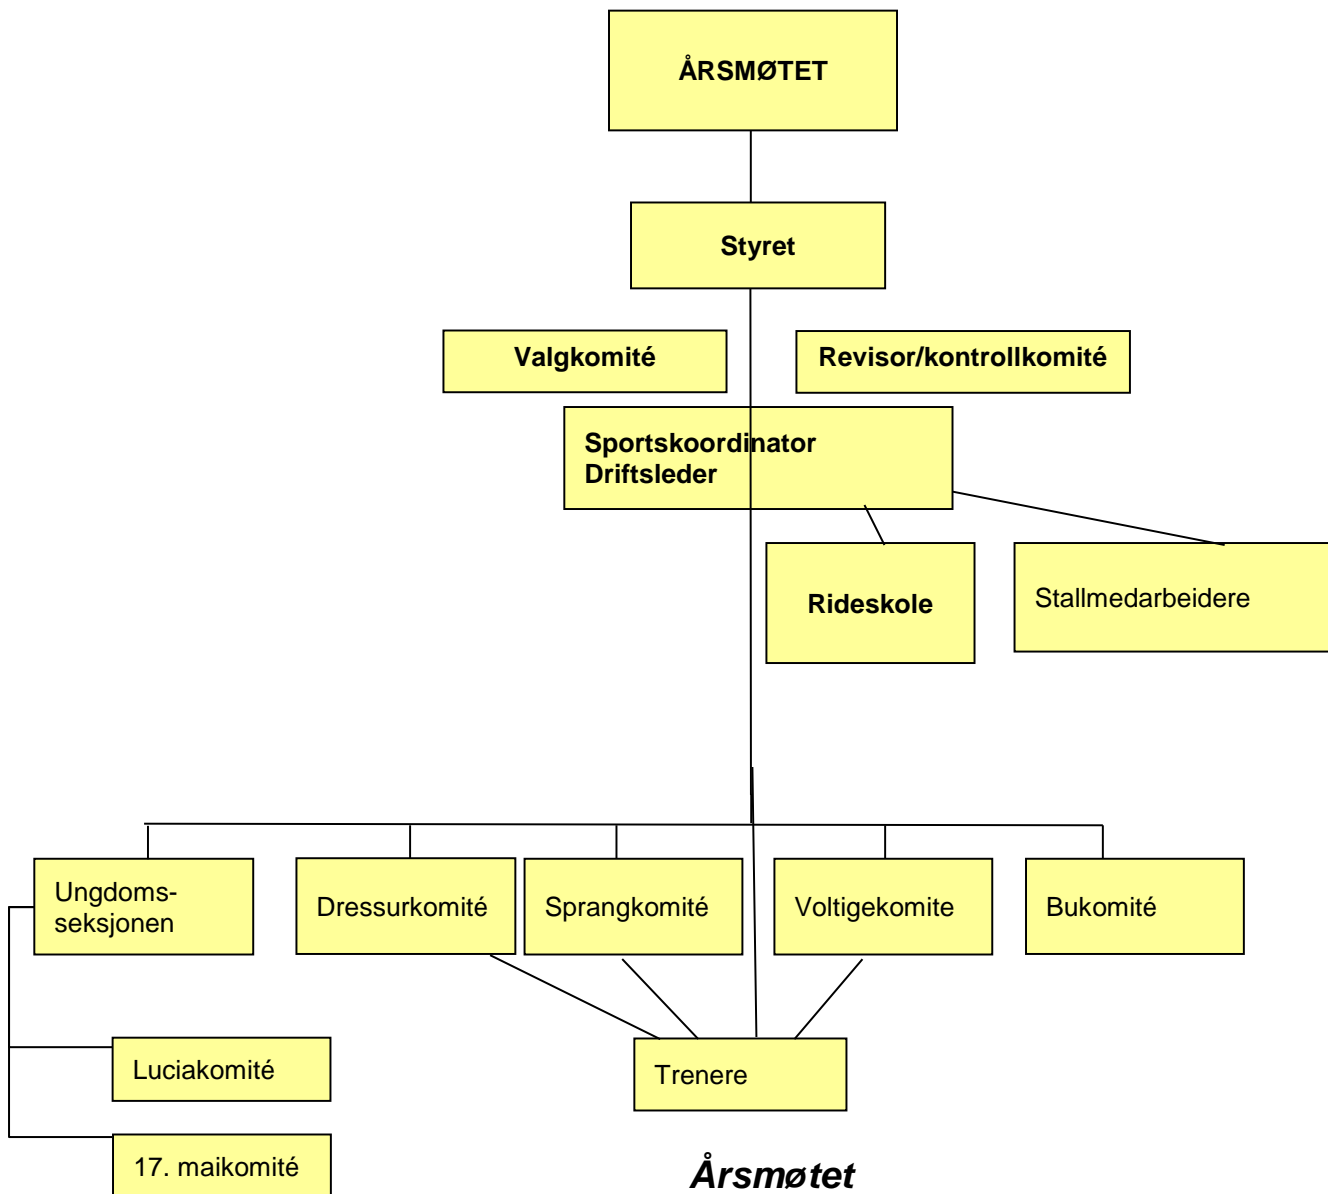 ÅRSMØTET
Styret
Valgkomité
Revisor/kontrollkomité
Sportskoordinator
Driftsleder
Rideskole
Stallmedarbeidere
Ungdoms-
seksjonen
Dressurkomité
Sprangkomité
Voltigekomite
Bukomité
Luciakomité
Trenere
17. maikomité
Årsmøtet